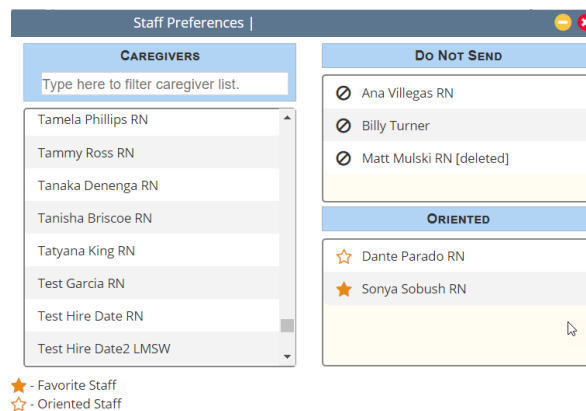 Staff Preferences |
CAREGIVERS
Type here to filter caregiver list.
Tamela Phillips RN
Tammy Ross RN
Tanaka Denenga RN
Tanisha Briscoe RN
Tatyana King RN
Test Garcia RN
Test Hire Date RN
Test Hire Date2 LMSW
DO NOT SEND
Ana Villegas RN
Billy Turner
Matt Mulski RN [deleted]
ORIENTED
Dante Parado RN
Sonya Sobush RN
- Favorite Staff
- Oriented Staff